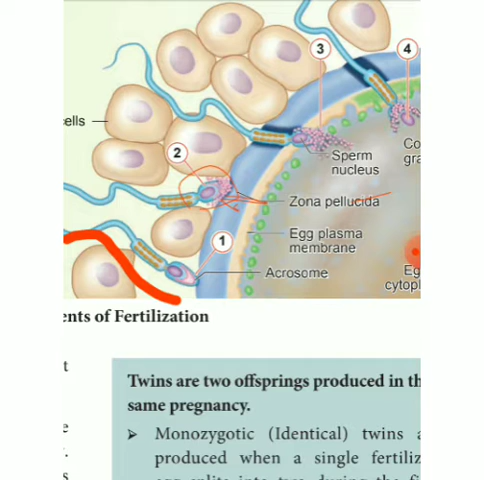 3
4
ells
2
Sperm
nucleus
Co
gra
Zona pellucida
1
Egg plasma
membrane
Acrosome
Eg
cytopl
ents of Fertilization
t
Twins are two offsprings produced in th
same pregnancy.
e
➤ Monozygotic (Identical) twins a
.
produced when a single fertiliz
s